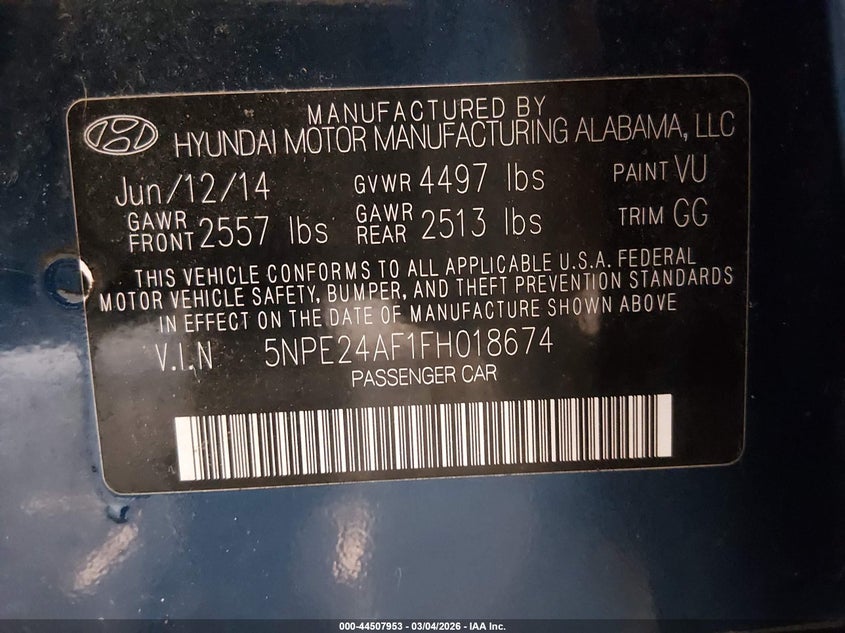 MANUFACTURED BY
HYUNDAI MOTOR MANUFACTURING ALABAMA, LLC
Jun/12/14 GVWR 4497 lbs PAINT VU
GAWR FRONT 2557 lbs GAWR REAR 2513 lbs TRIM GG
THIS VEHICLE CONFORMS TO ALL APPLICABLE U.S.A. FEDERAL
MOTOR VEHICLE SAFETY, BUMPER, AND THEFT PREVENTION STANDARDS
IN EFFECT ON THE DATE OF MANUFACTURE SHOWN ABOVE
V.I.N 5NPE24AF1FH018674
PASSENGER CAR
000-44507953 - 03/04/2026 - IAA Inc.